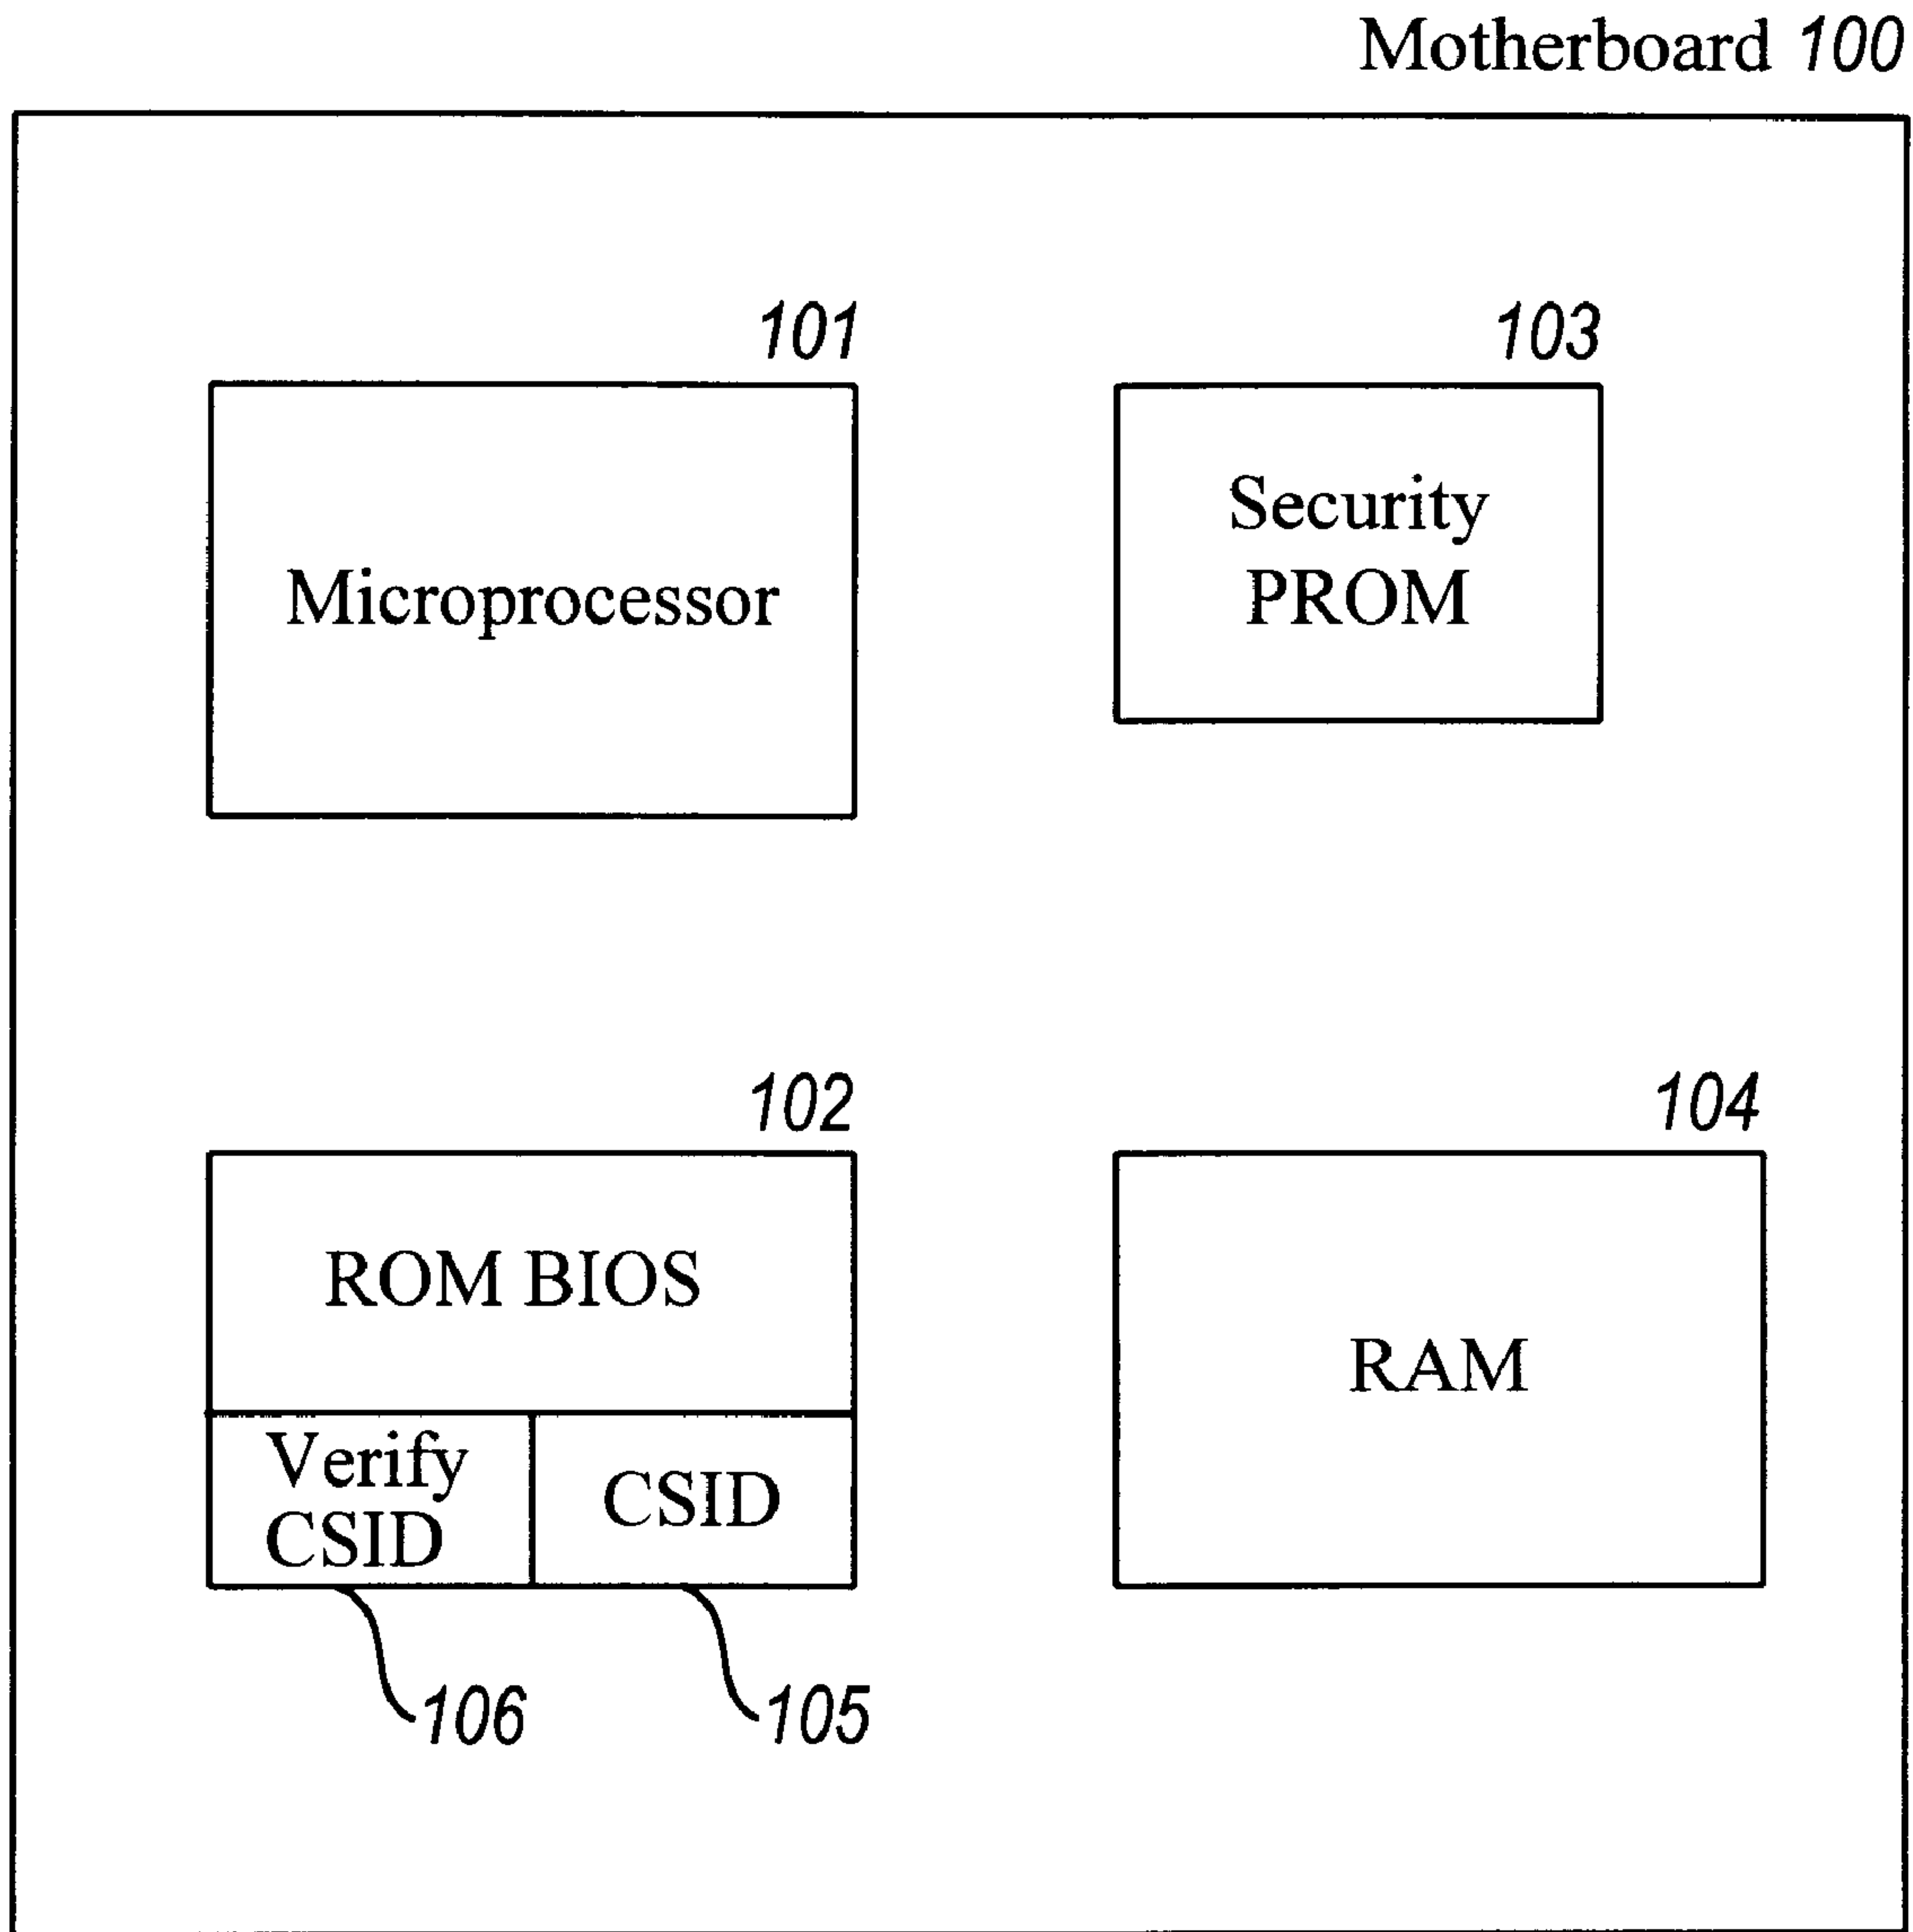 Motherboard 100
101
103
Microprocessor
Security
PROM
102
104
ROM BIOS
RAM
Verify
CSID
CSID
106
105